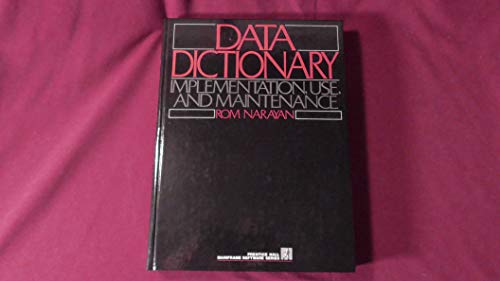 DATA
DICTIONARY
IMPLEMENTATION, USE,
AND MAINTENANCE
ROM NARAYAN
PRENTICE HALL
MAINFRAME SOFTWARE SERIES